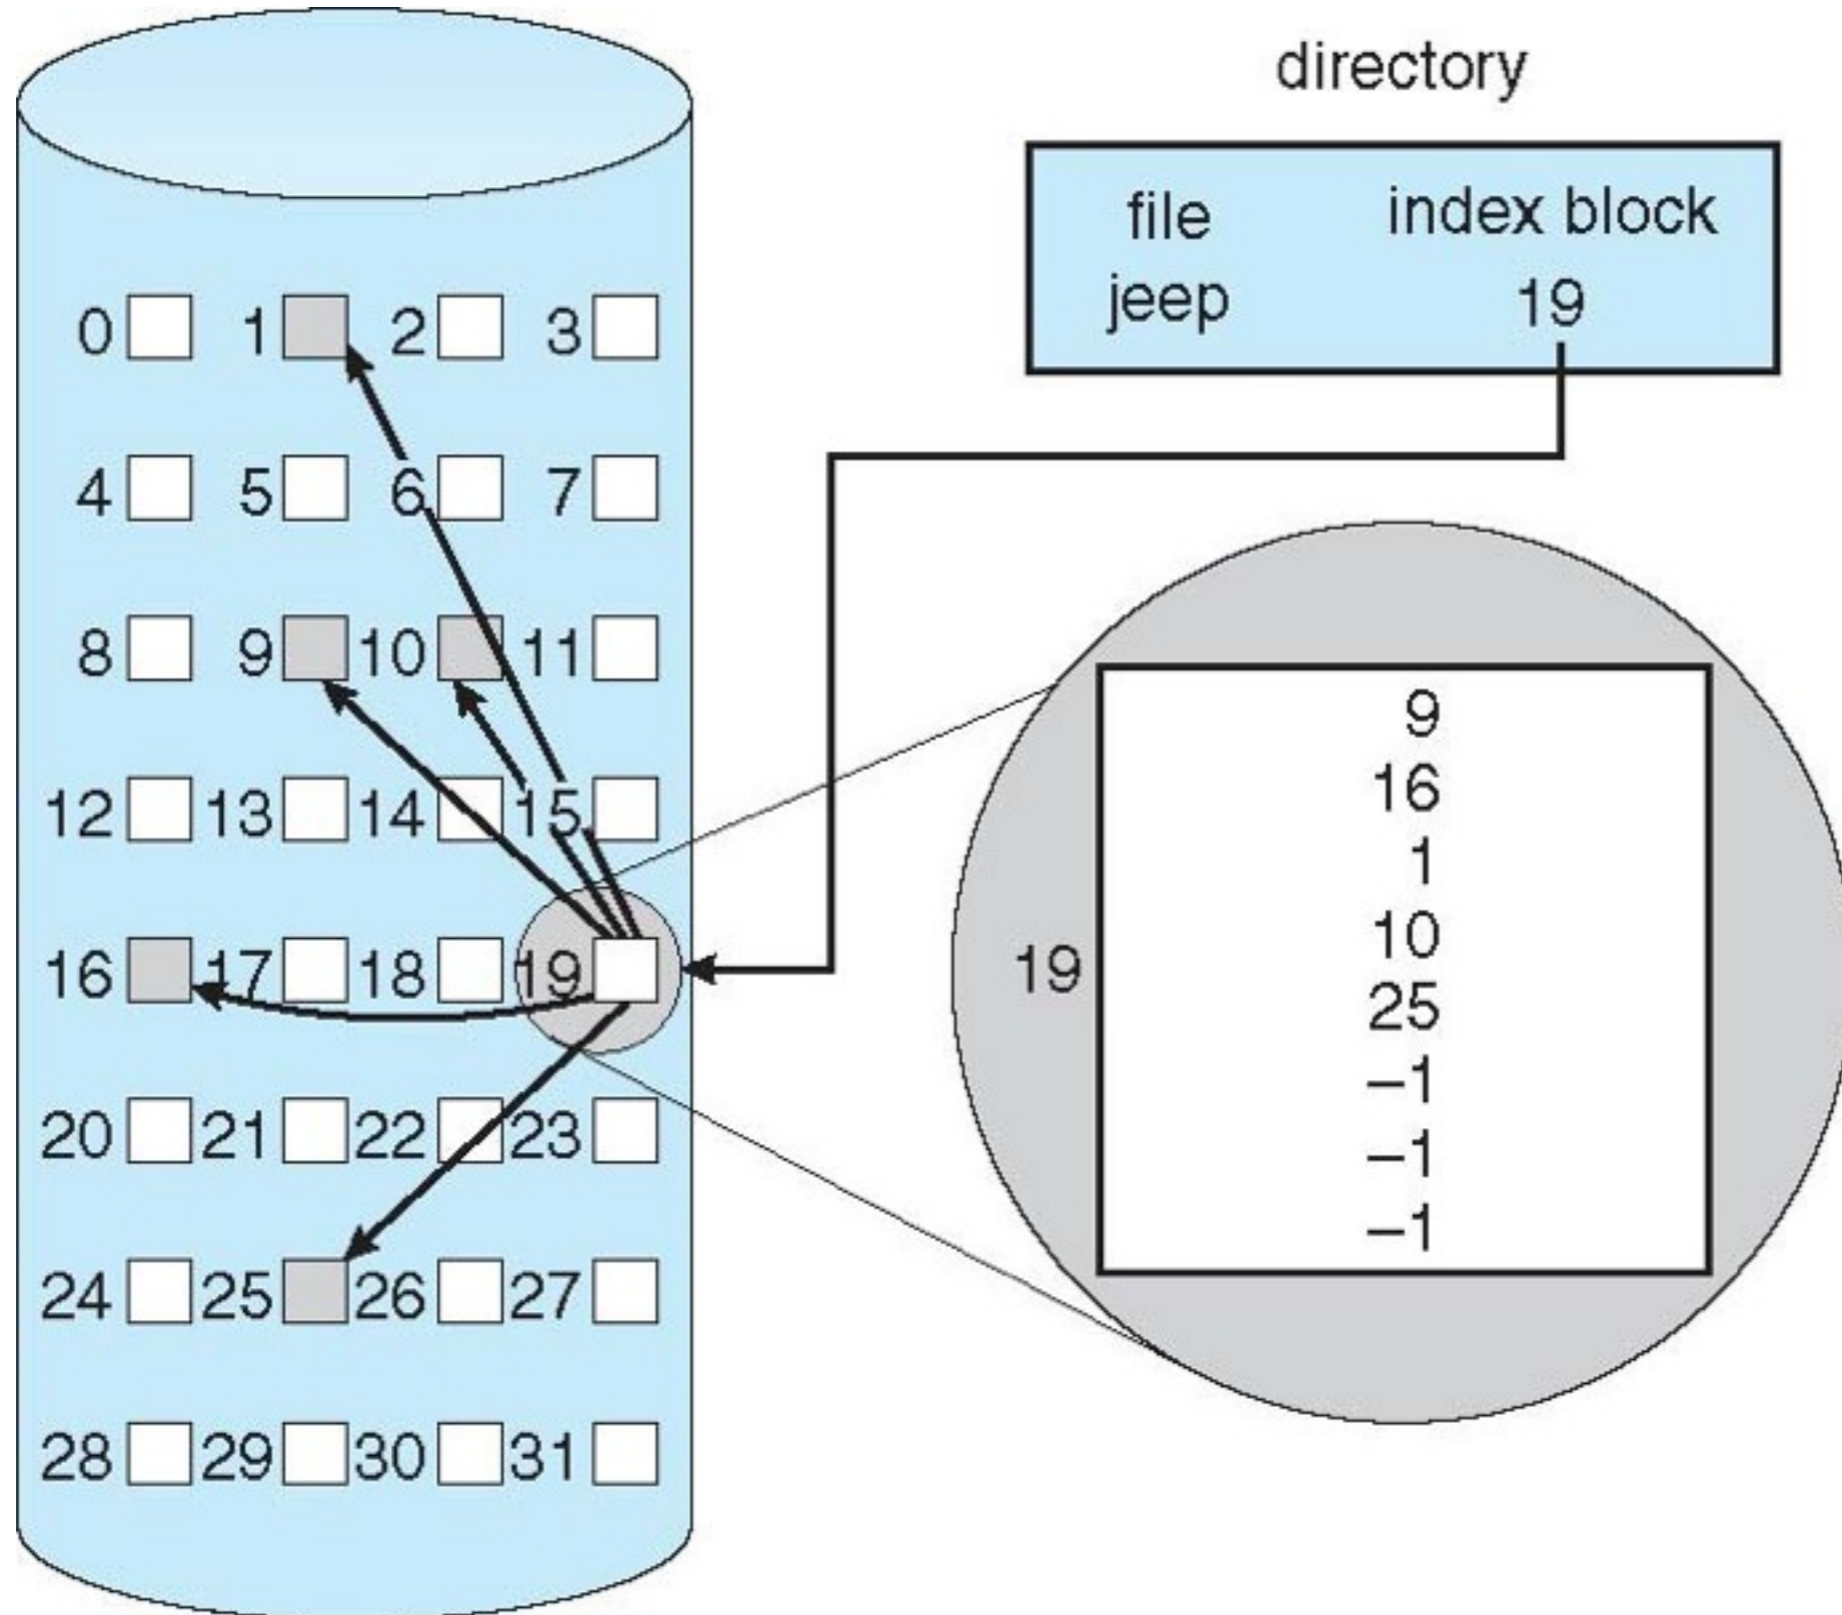 directory
file index block
jeep 19
0 1 2 3
4 5 6 7
8 9 10 11
12 13 14 15
16 17 18 19
20 21 22 23
24 25 26 27
28 29 30 31
19
9
16
1
10
25
–1
–1
–1